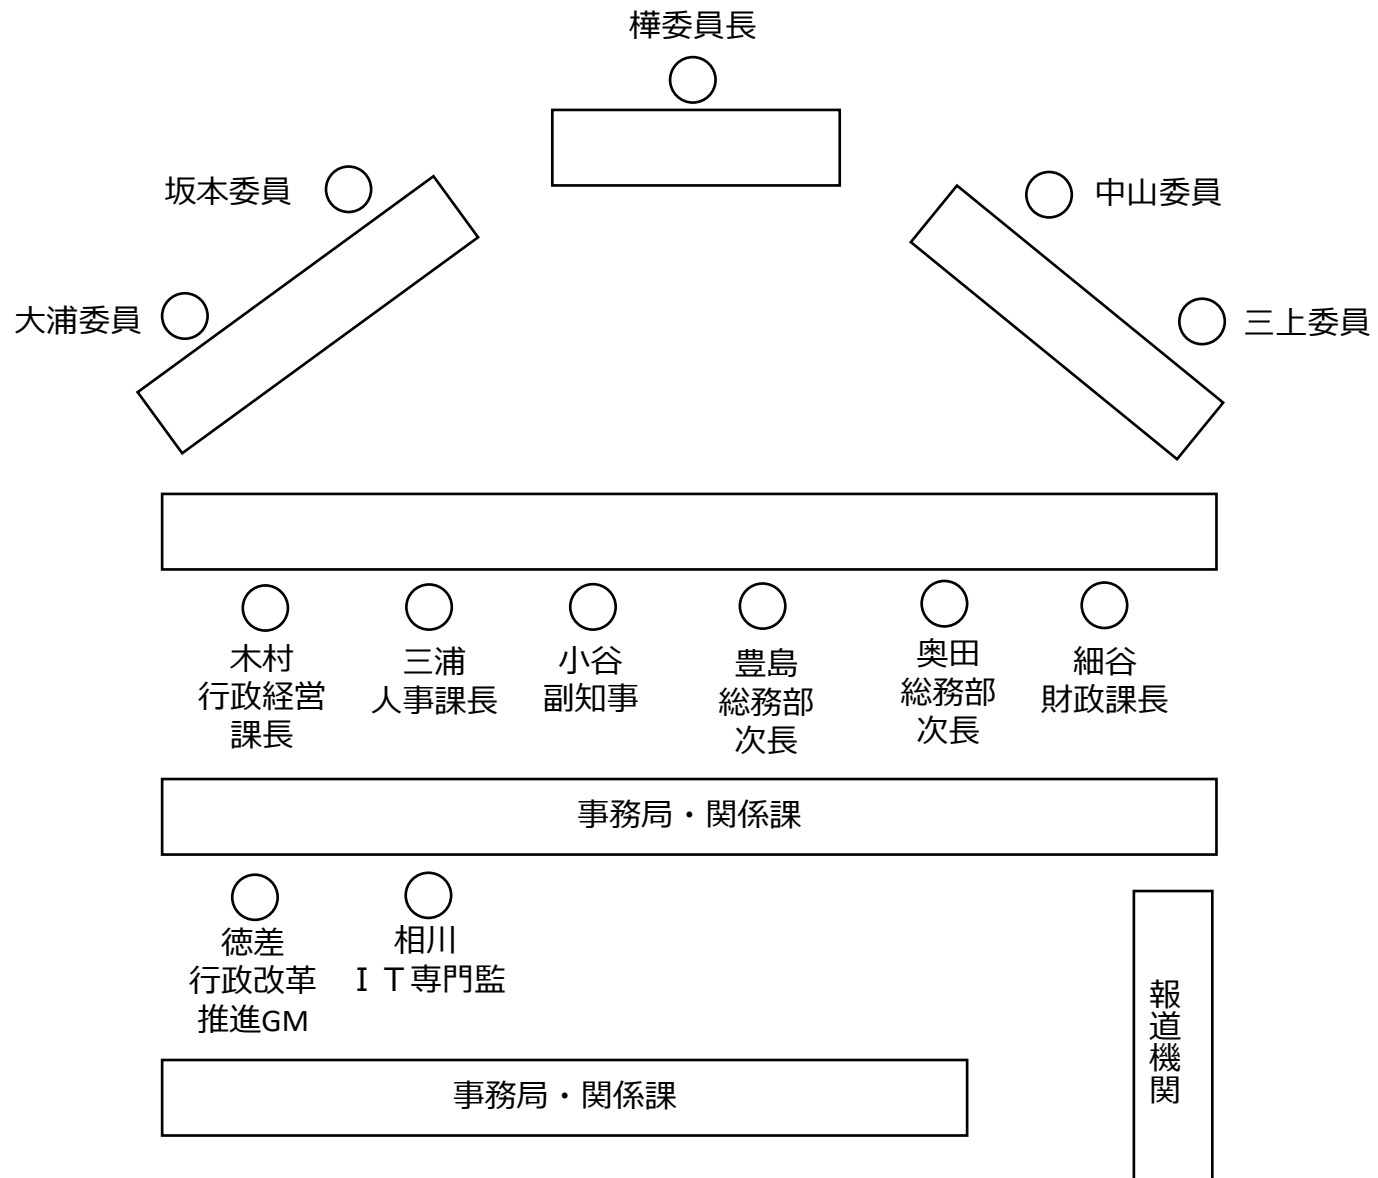 樺委員長
坂本委員
中山委員
大浦委員
三上委員
木村
行政経営
課長
三浦
人事課長
小谷
副知事
豊島
総務部
次長
奥田
総務部
次長
細谷
財政課長
事務局・関係課
徳差
行政改革
推進GM
相川
ＩＴ専門監
報道機関
事務局・関係課